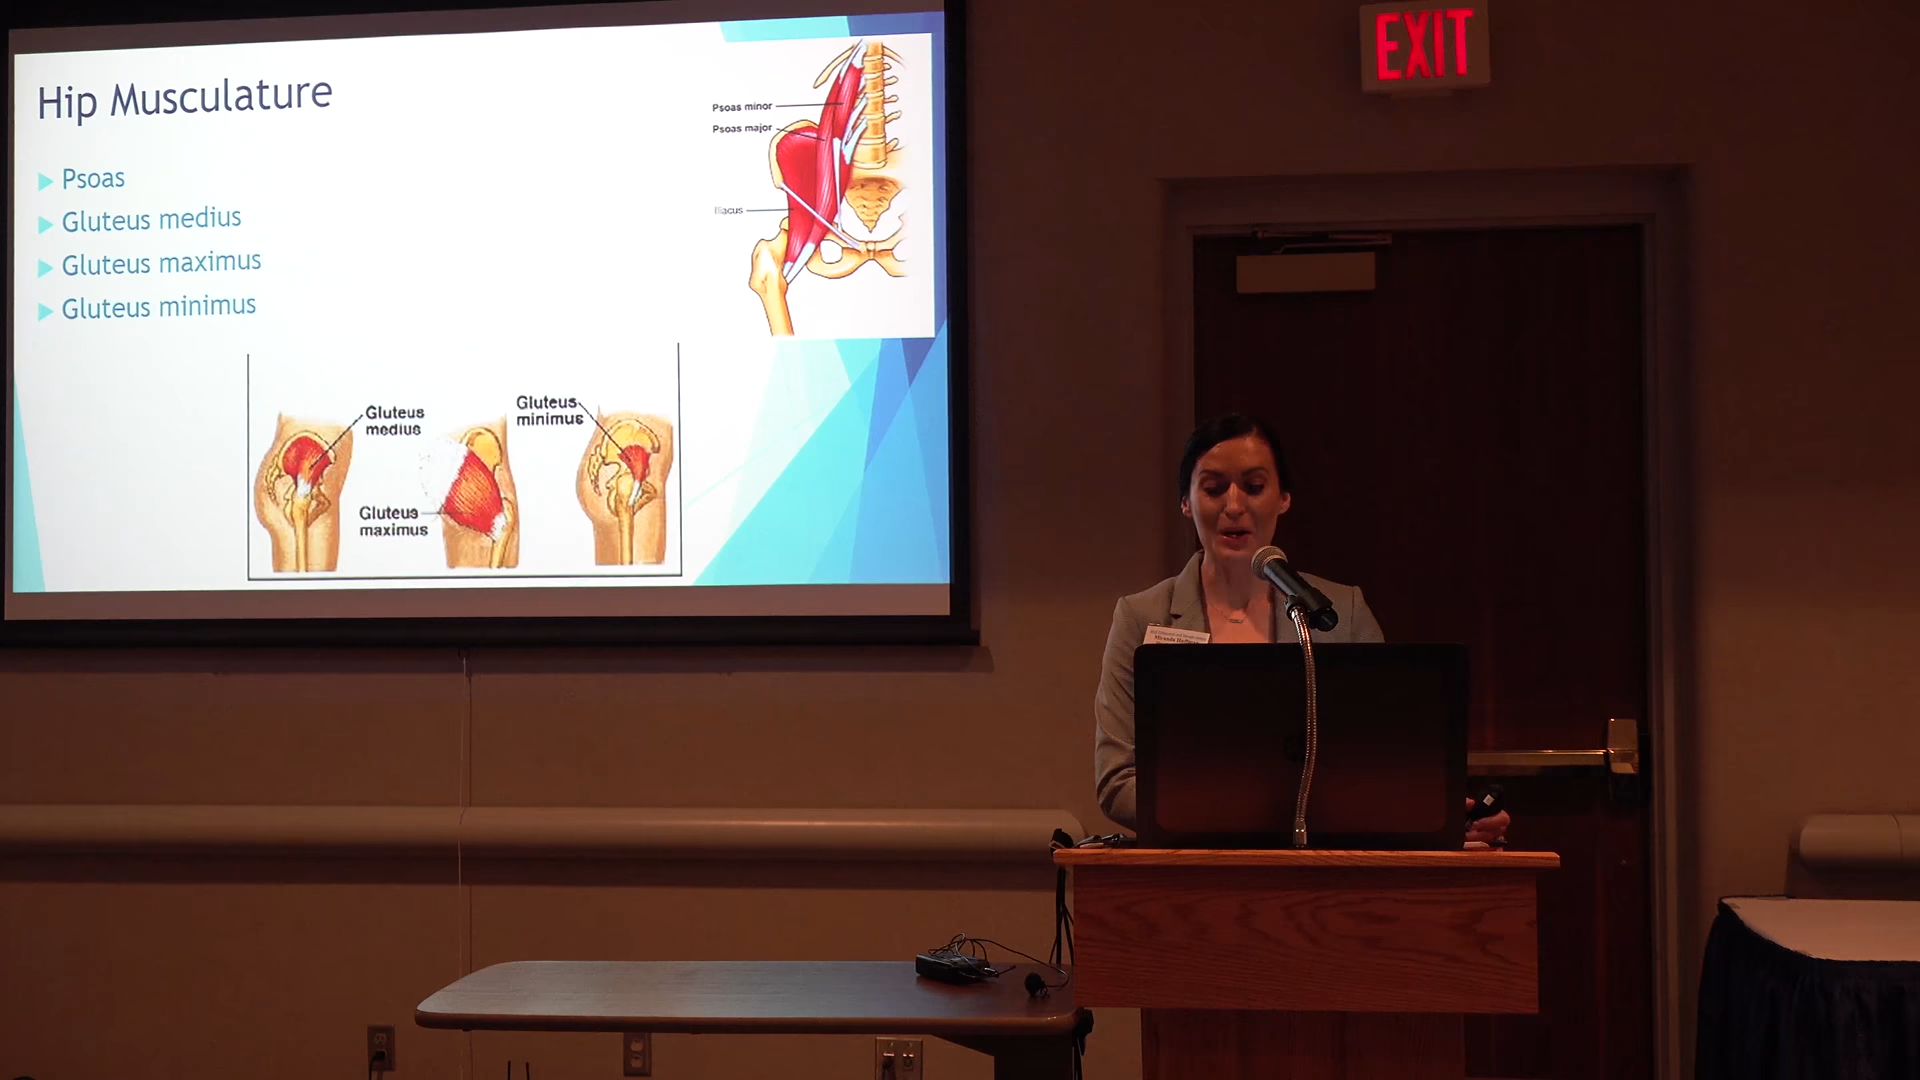 Hip Musculature
Psoas
Gluteus medius
Gluteus maximus
Gluteus minimus
Psoas minor
Psoas major
Iliacus
Gluteus
medius
Gluteus
maximus
Gluteus
minimus
EXIT
Miranda